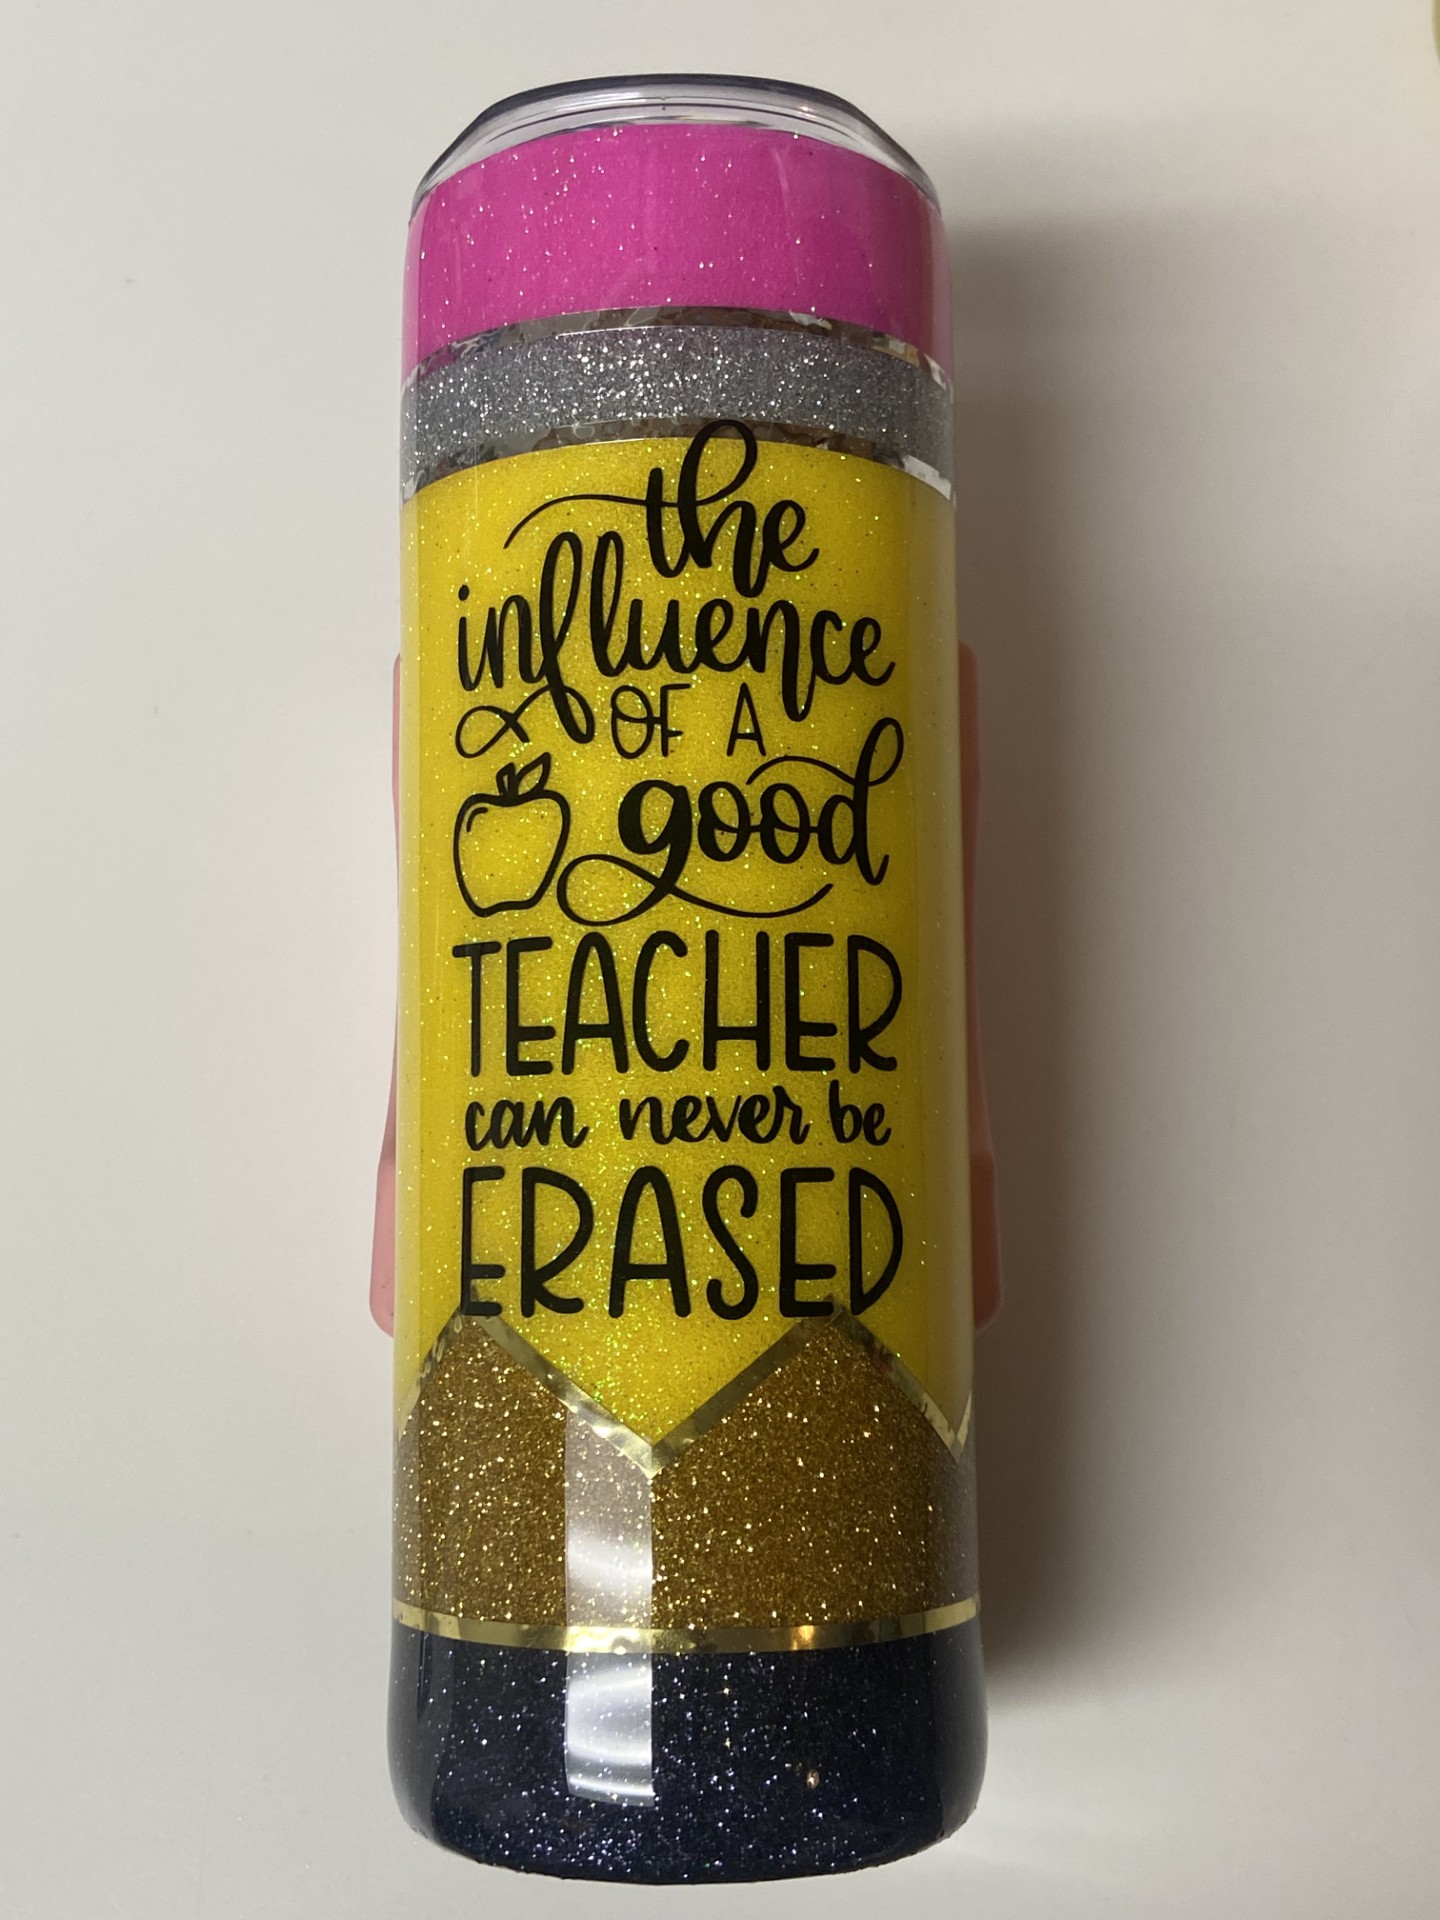 the
influence
OF A
good
TEACHER
can never be
ERASED